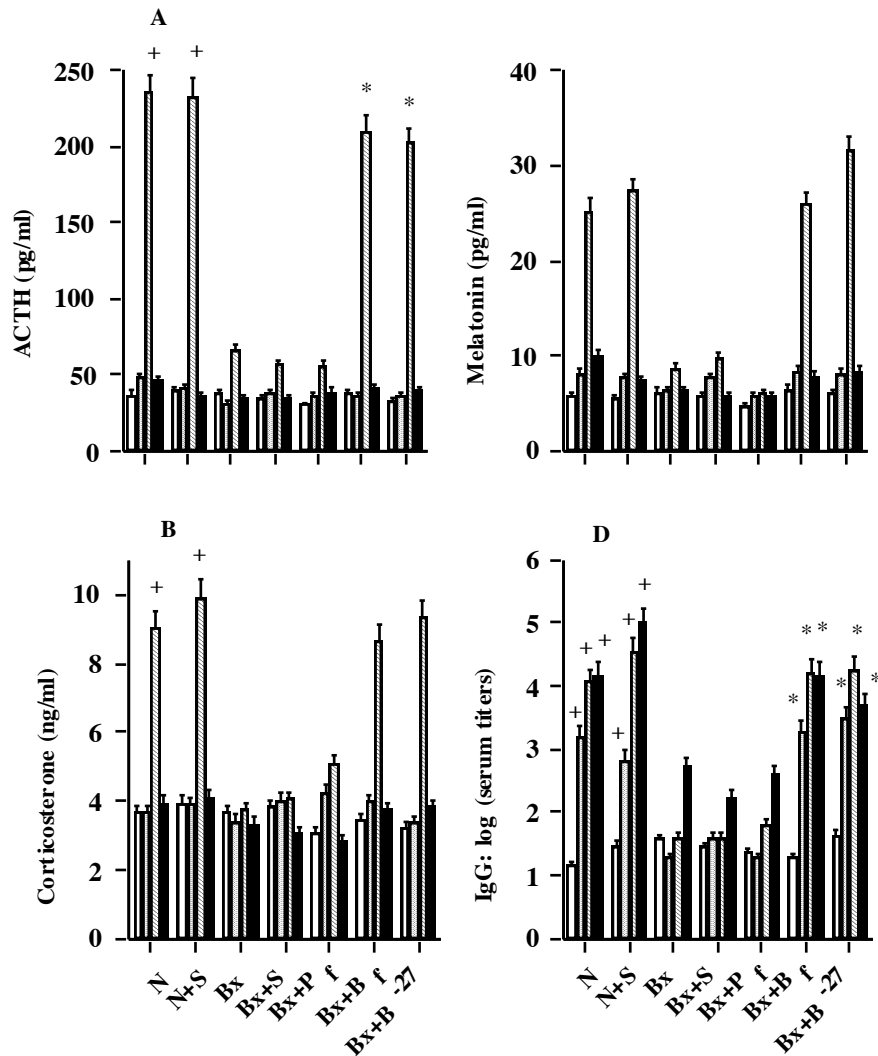 A
+ +
* *
250
200
150
100
50
0
ACTH (pg/ml)
40
30
20
10
0
Melatonin (pg/ml)
B
+ +
10
8
6
4
2
0
Corticosterone (ng/ml)
N
N+S
Bx
Bx+S
Bx+P f
Bx+B f
Bx+B -27
D
+ + + +
+ + + +
* * * *
* * *
6
5
4
3
2
1
0
IgG: log (serum titers)
N
N+S
Bx
Bx+S
Bx+P f
Bx+B f
Bx+B -27